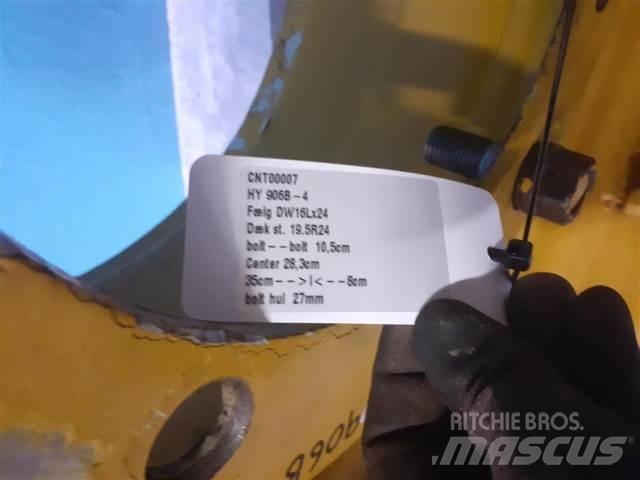 CNT00007
HY 906B-4
Fælg DW16Lx24
Dæk st. 19.5R24
bolt--bolt 10,5cm
Center 28,3cm
35cm-->I<--8cm
bolt hul 27mm
906B
RITCHIE BROS.
MASCUS